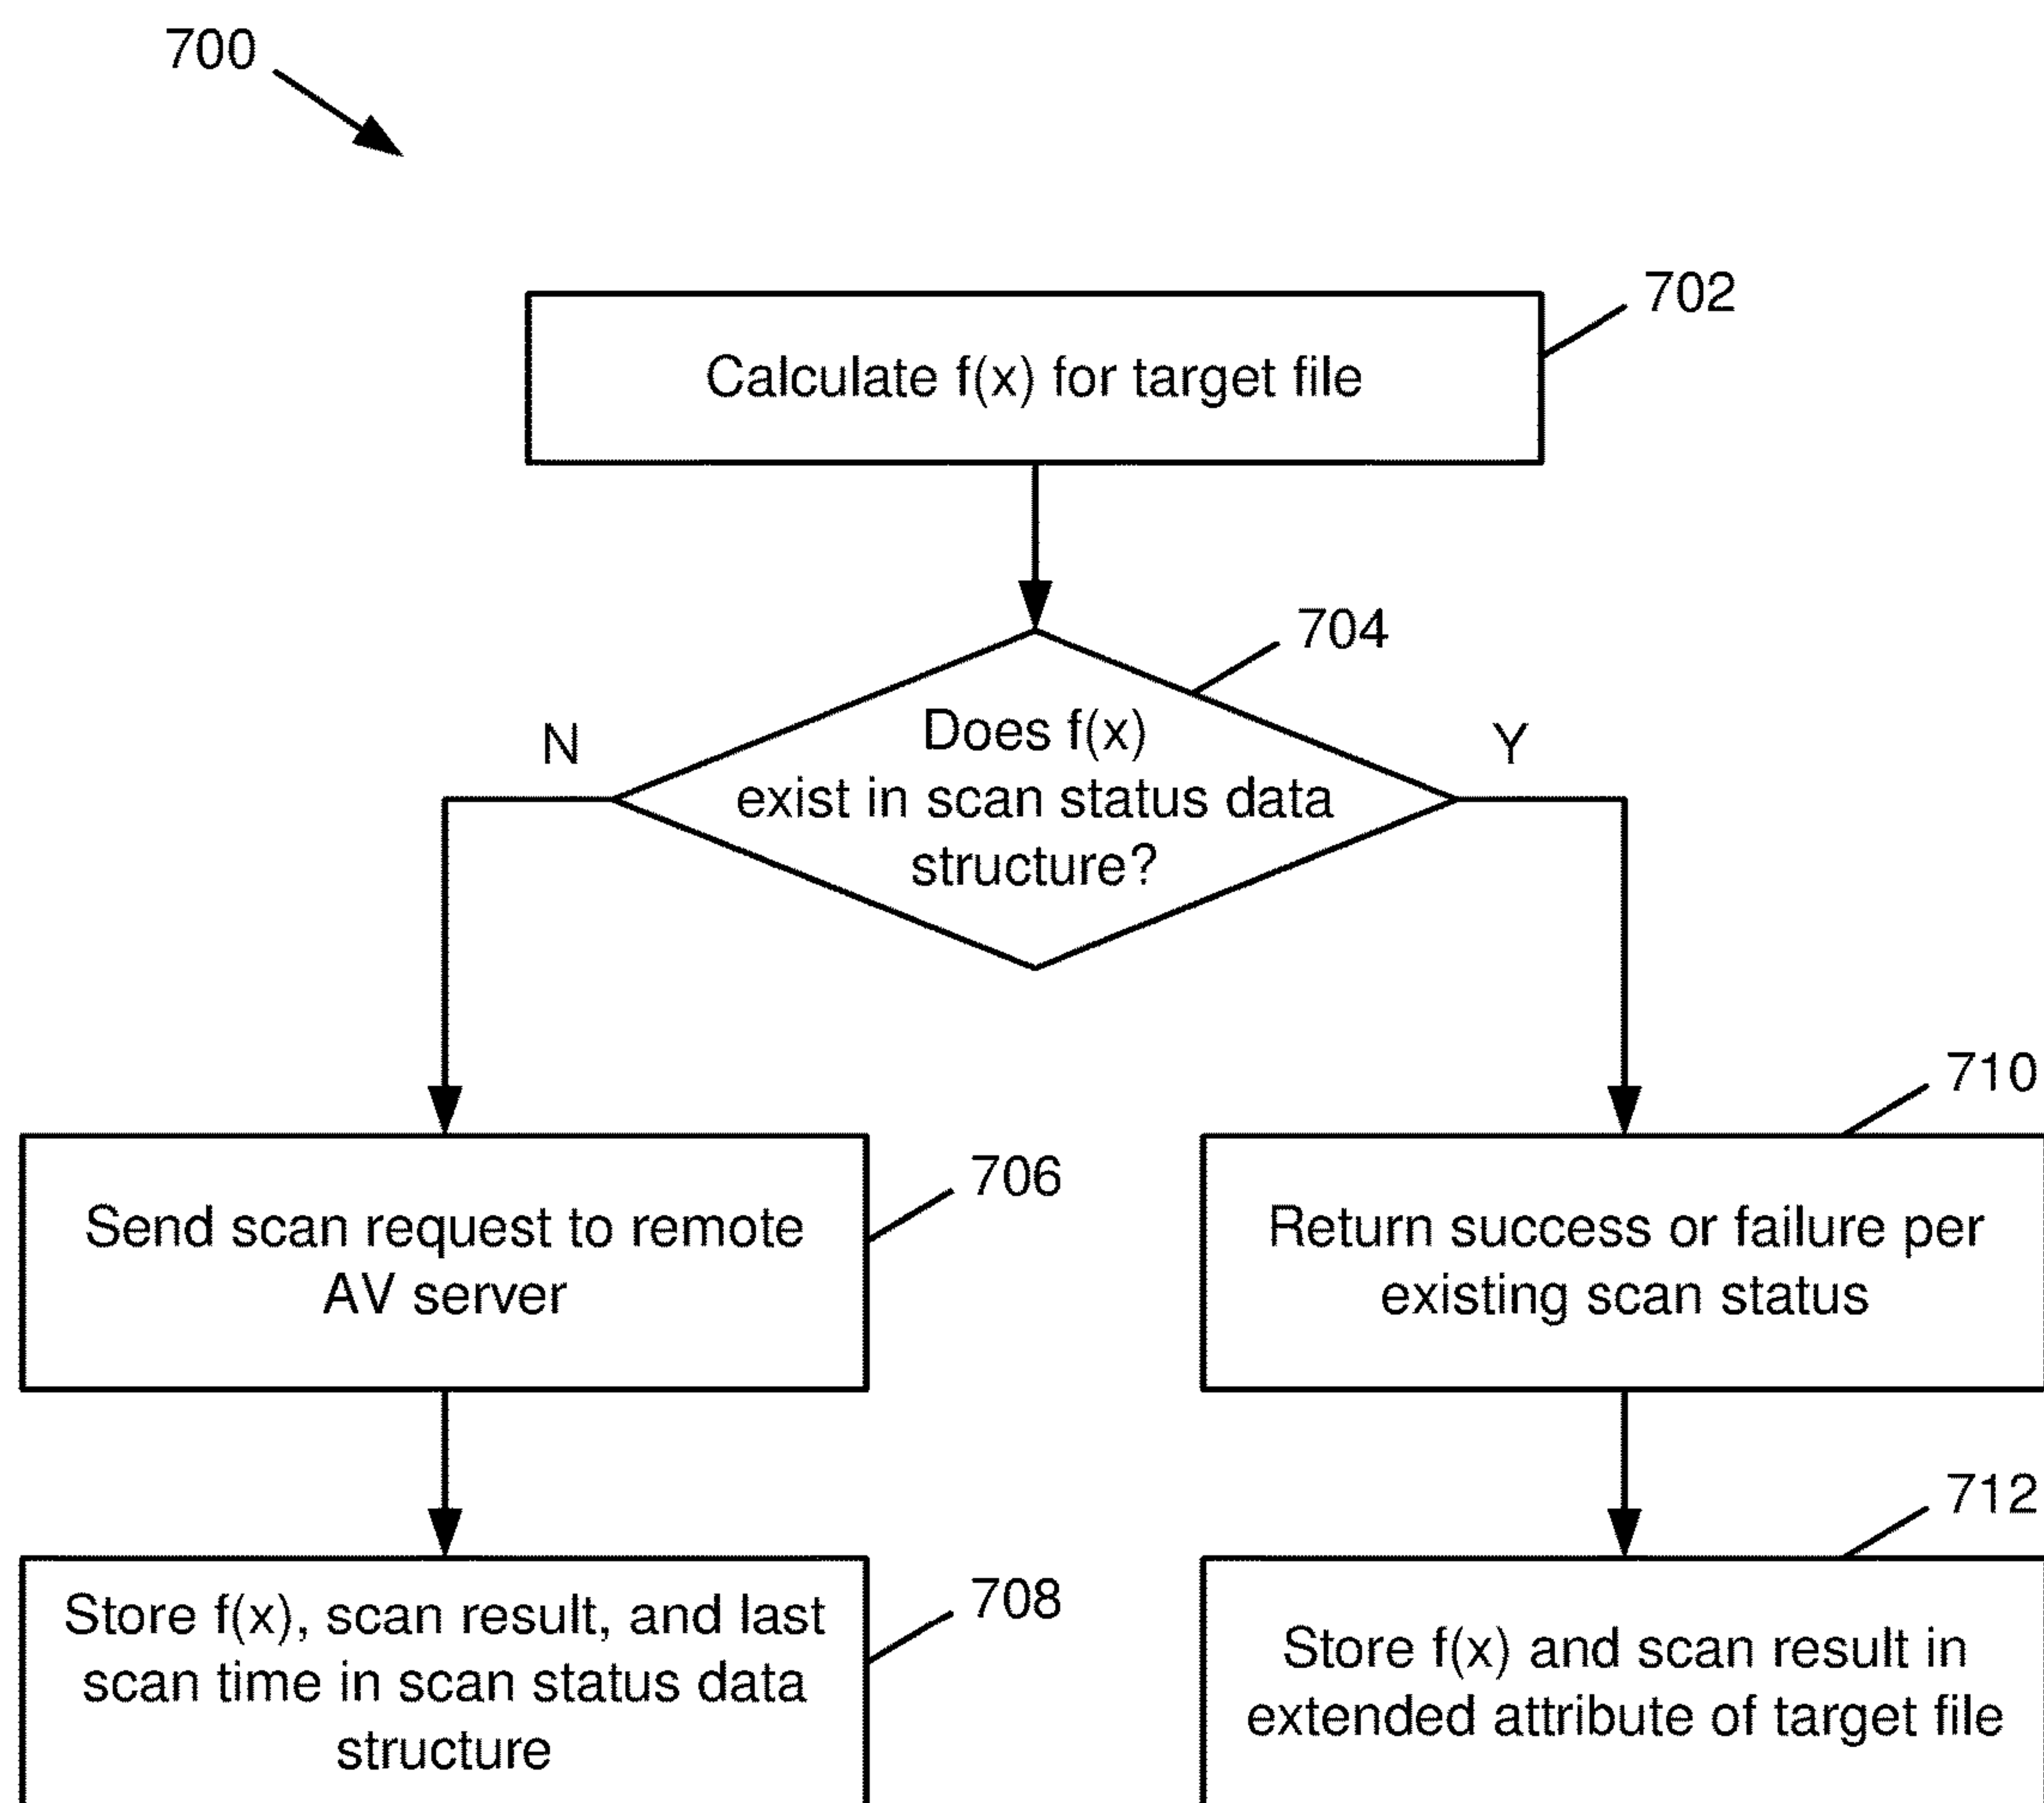 700
702
Calculate f(x) for target file
704
Does f(x)
exist in scan status data
structure?
N
Y
706
Send scan request to remote
AV server
710
Return success or failure per
existing scan status
708
Store f(x), scan result, and last
scan time in scan status data
structure
712
Store f(x) and scan result in
extended attribute of target file